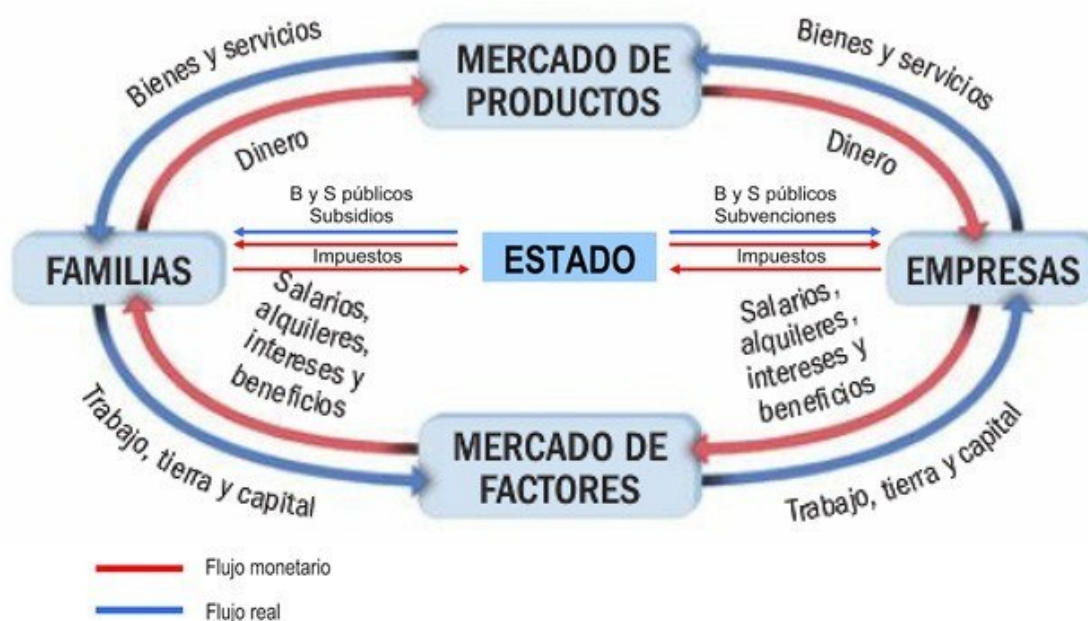 Bienes y servicios
MERCADO DE
PRODUCTOS
Bienes y servicios
Dinero
Dinero
B y S públicos
Subsidios
B y S públicos
Subvenciones
FAMILIAS
Impuestos
ESTADO
Impuestos
EMPRESAS
Salarios,
alquileres,
intereses y
beneficios
Salarios,
alquileres,
intereses y
beneficios
Trabajo, tierra y capital
MERCADO DE
FACTORES
Trabajo, tierra y capital
Flujo monetario
Flujo real